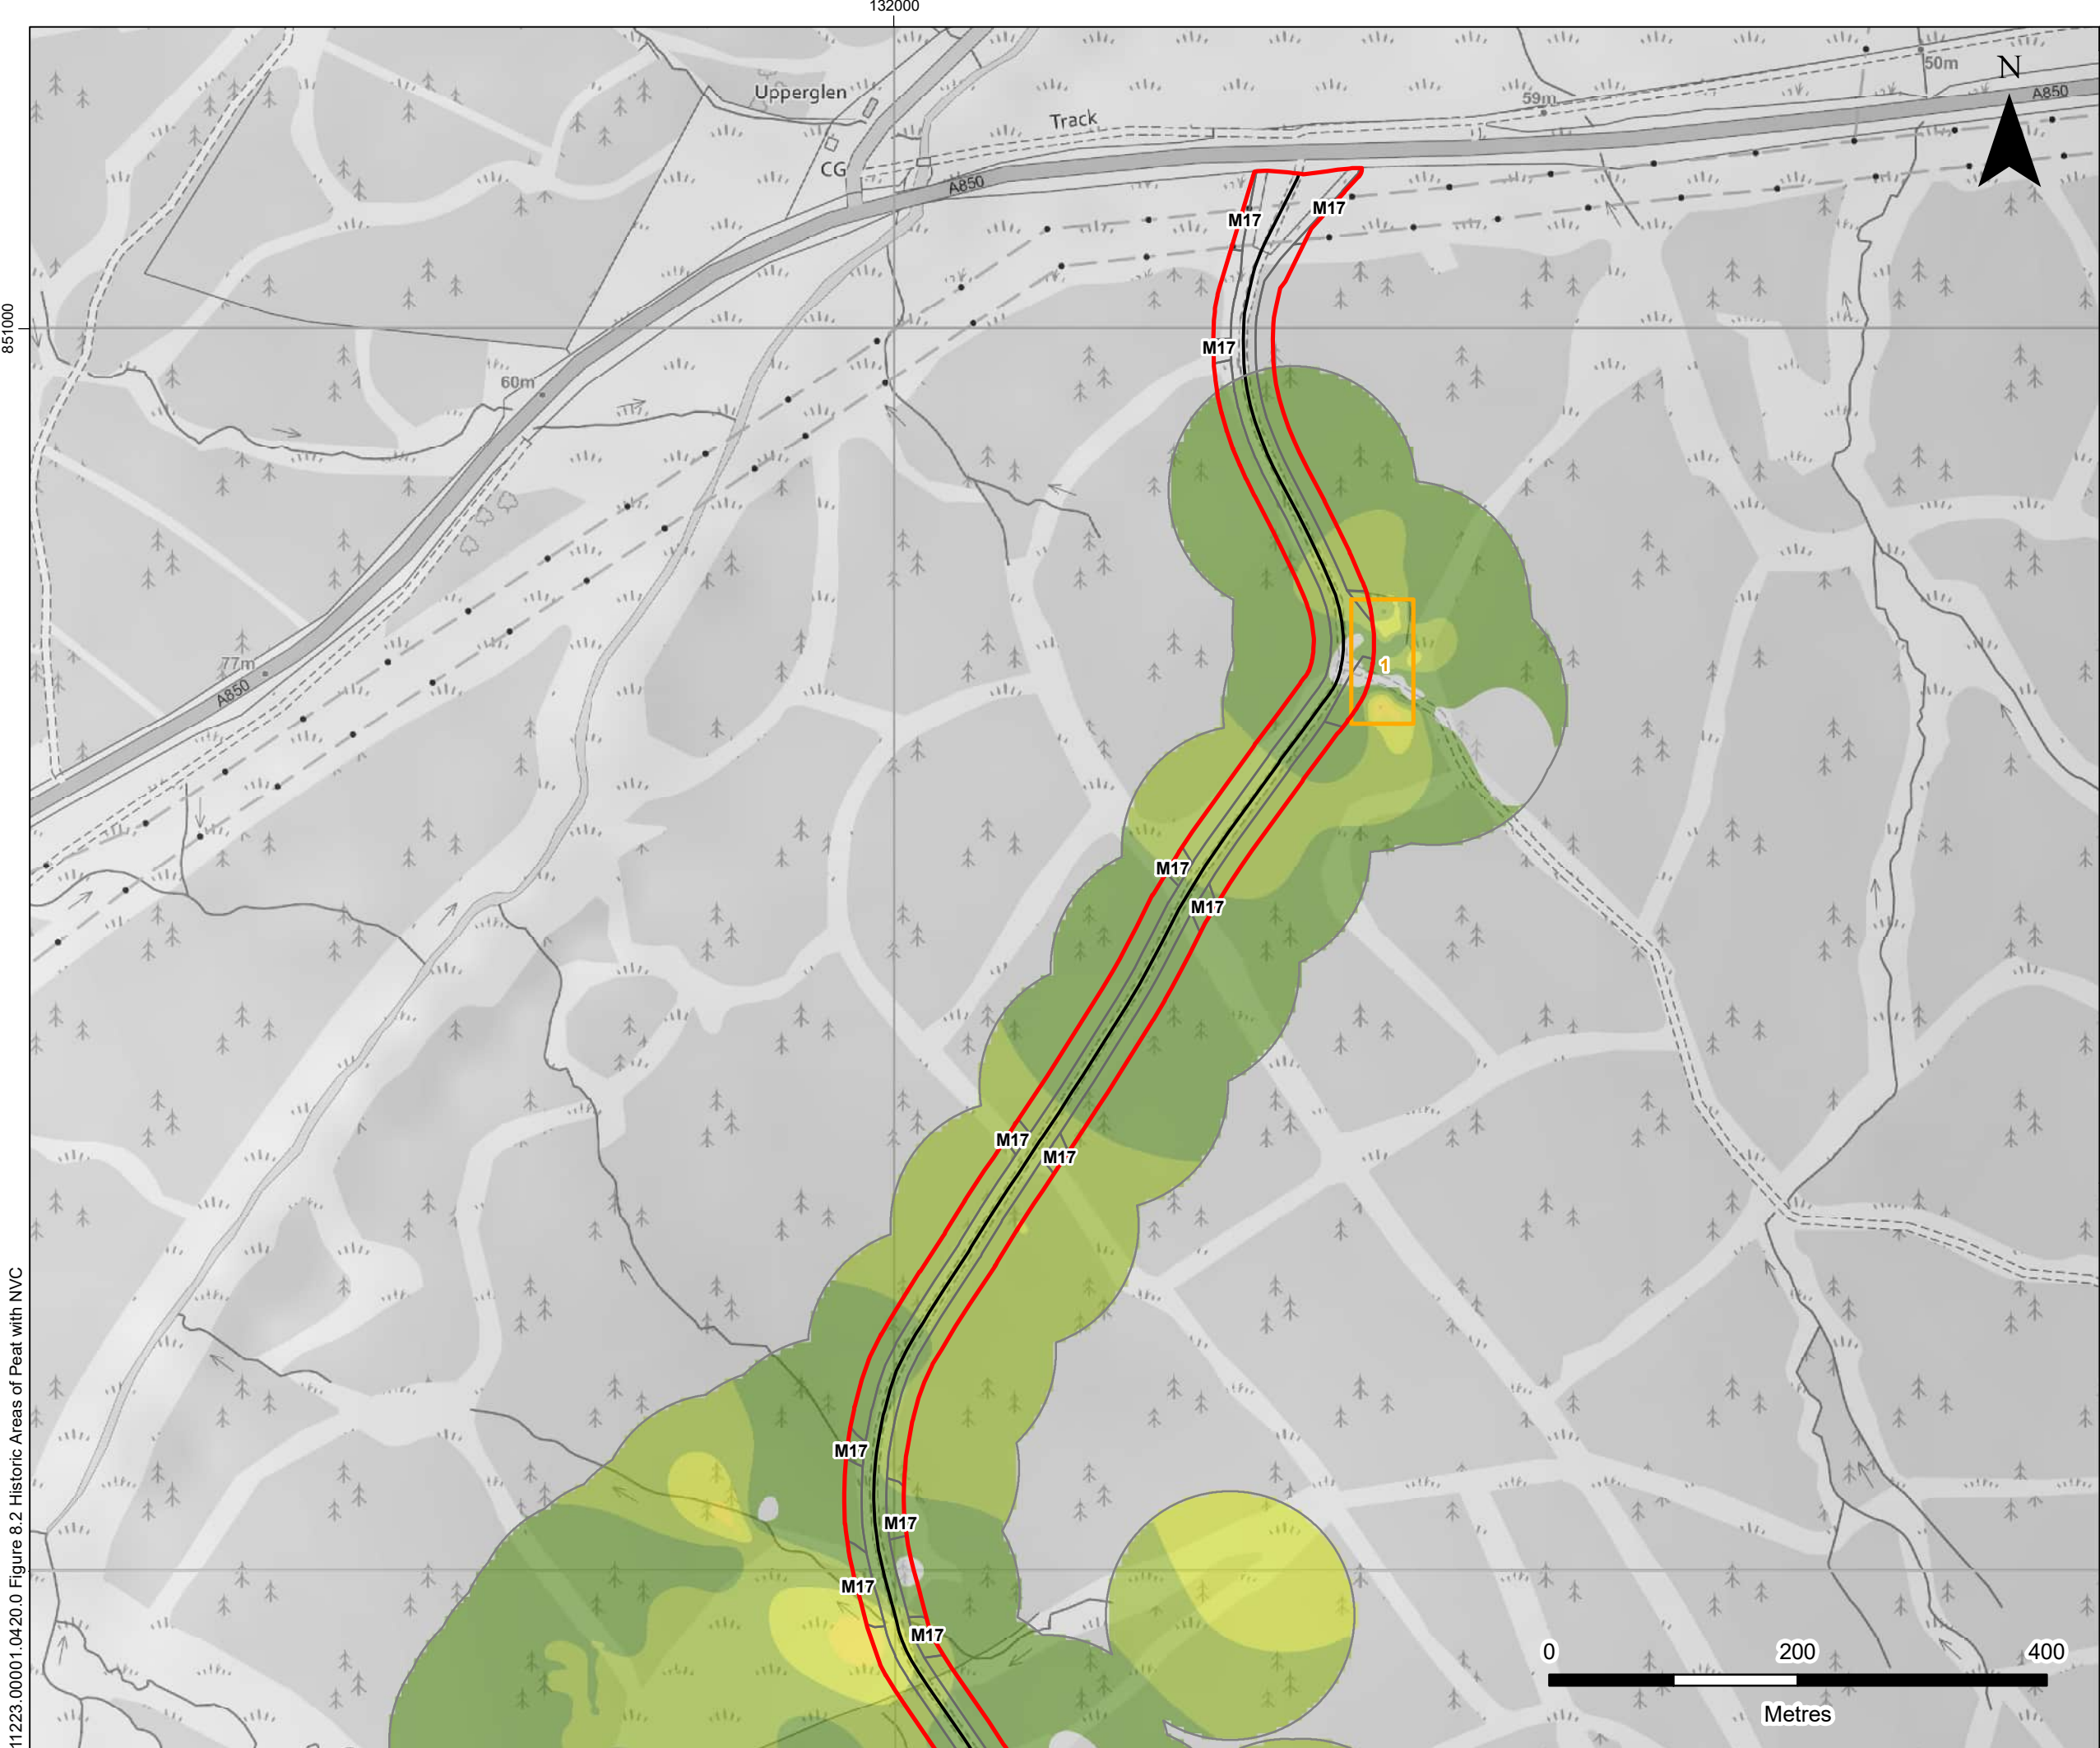 132000
50m
N
A850
59m
Upperglen
Track
CG
A850
M17
M17
851000
M17
60m
1
77m
A850
M17
M17
M17
M17
M17
M17
M17
M17
0 200 400
Metres
11223.00001.0420.0 Figure 8.2 Historic Areas of Peat with NVC